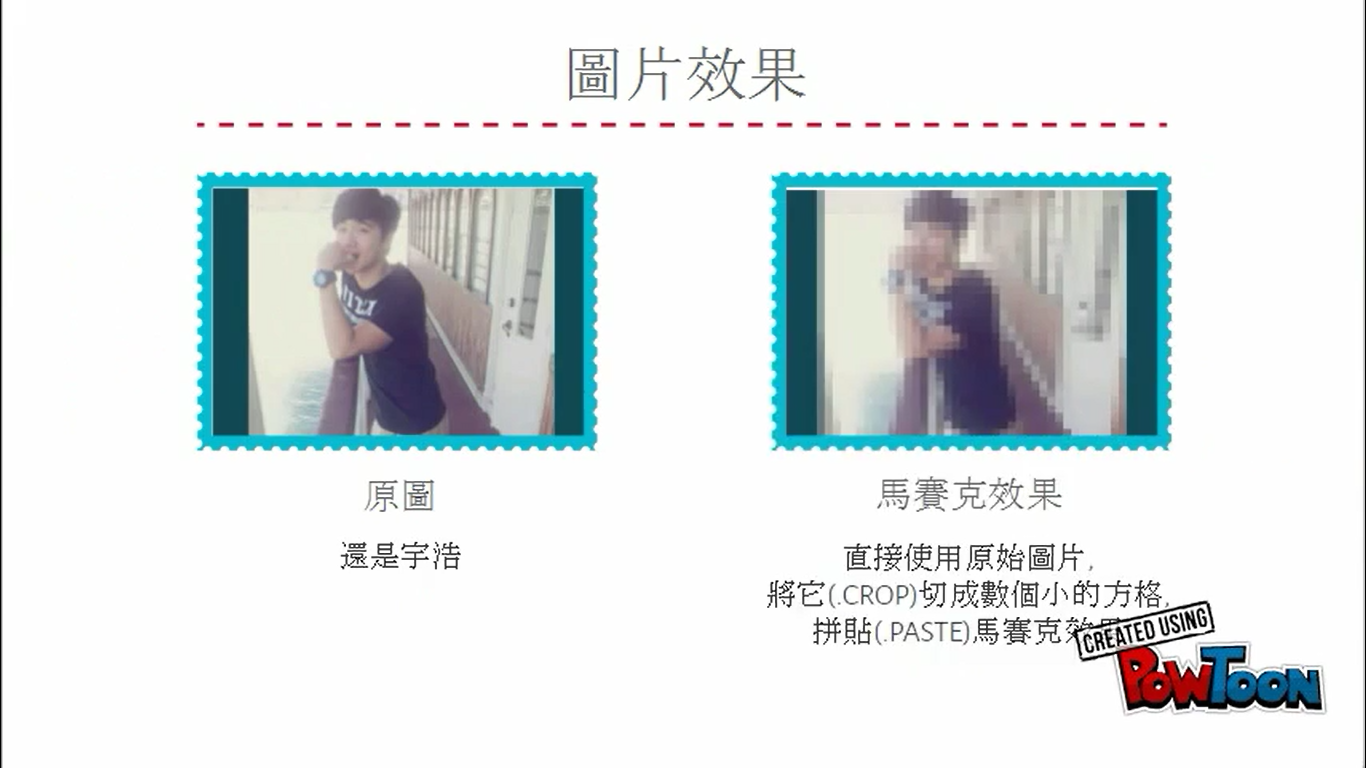 圖片效果
原圖
馬賽克效果
還是宇浩
直接使用原始圖片,
將它(.CROP)切成數個小的方格,
拼貼(.PASTE)馬賽克效
CREATED USING
POWTOON